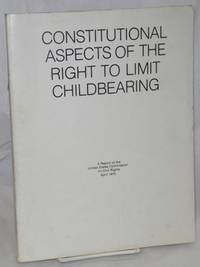 CONSTITUTIONAL
ASPECTS OF THE
RIGHT TO LIMIT
CHILDBEARING
A Report of the
United States Commission
on Civil Rights
April 1975